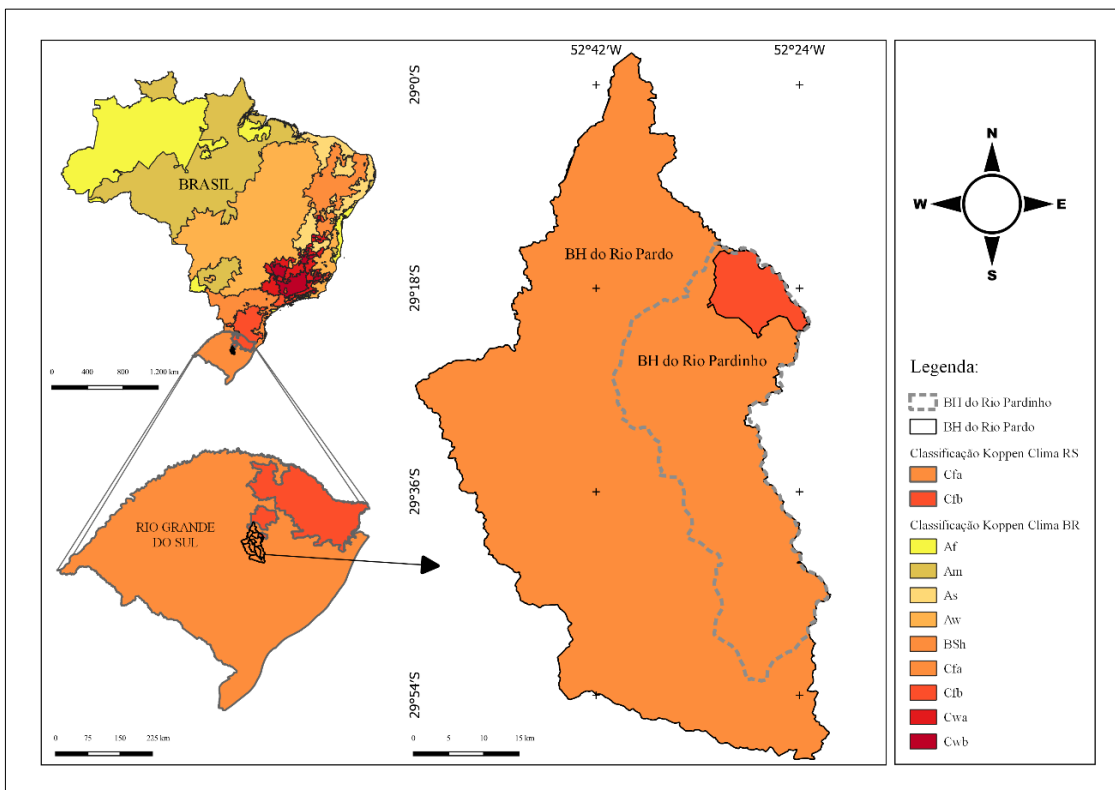 52°42'W
52°24'W
29°0'S
29°18'S
29°36'S
29°54'S
BRASIL
0 400 800 1.200 km
RIO GRANDE
DO SUL
0 75 150 225 km
BH do Rio Pardo
BH do Rio Pardinho
0 5 10 15 km
N
W E
S
Legenda:
BH do Rio Pardinho
BH do Rio Pardo
Classificação Koppen Clima RS
Cfa
Cfb
Classificação Koppen Clima BR
Af
Am
As
Aw
BSh
Cfa
Cfb
Cwa
Cwb